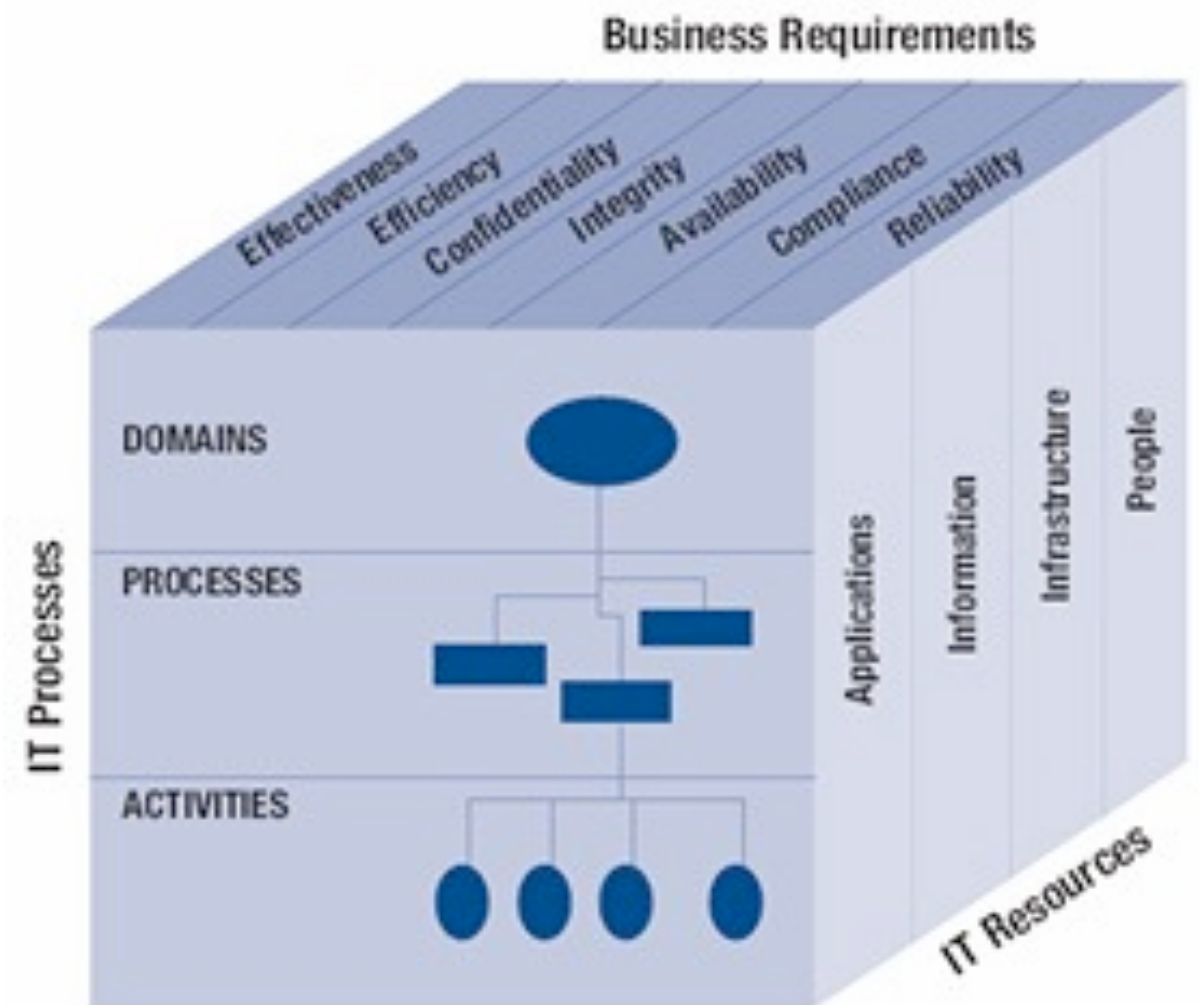 Business Requirements
Effectiveness
Efficiency
Confidentiality
Integrity
Availability
Compliance
Reliability
IT Processes
DOMAINS
PROCESSES
ACTIVITIES
Applications
Information
Infrastructure
People
IT Resources